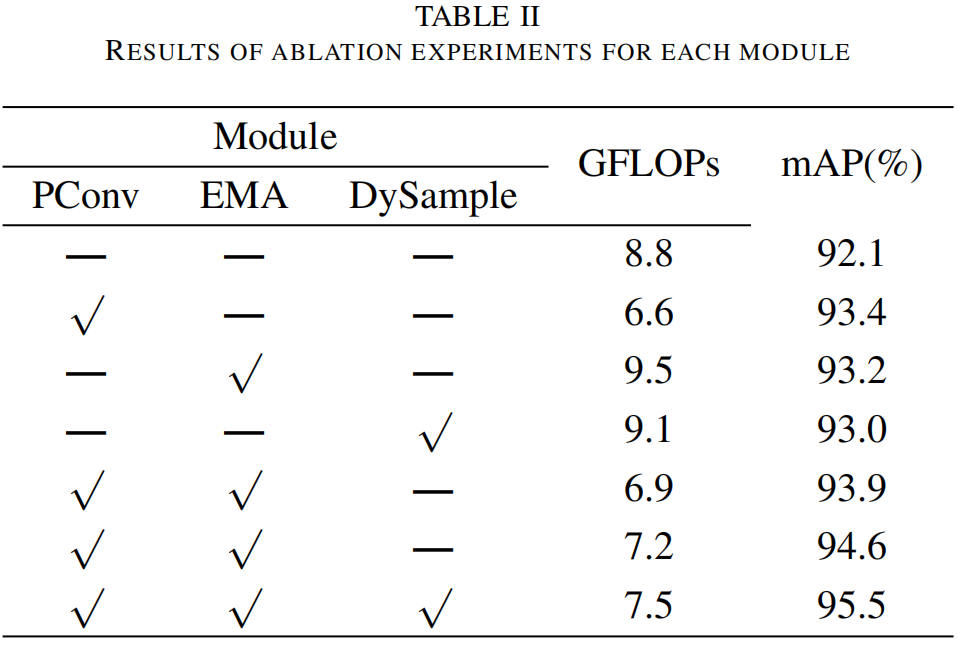 TABLE II
RESULTS OF ABLATION EXPERIMENTS FOR EACH MODULE
Module GFLOPs mAP(%)
PConv EMA DySample
— — — 8.8 92.1
√ — — 6.6 93.4
— √ — 9.5 93.2
— — √ 9.1 93.0
√ √ — 6.9 93.9
√ √ — 7.2 94.6
√ √ √ 7.5 95.5